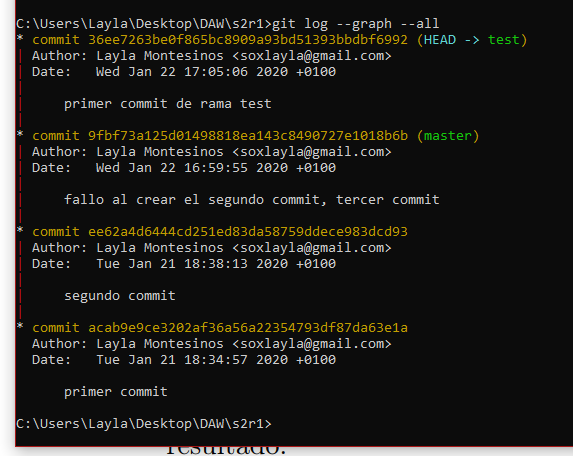 C:\Users\Layla\Desktop\DAW\s2r1>git log --graph --all
* commit 36ee7263be0f865bc8909a93bd51393bbdbf6992 (HEAD -> test)
| Author: Layla Montesinos <soxlayla@gmail.com>
| Date:   Wed Jan 22 17:05:06 2020 +0100
|
|     primer commit de rama test
|
* commit 9fbf73a125d01498818ea143c8490727e1018b6b (master)
| Author: Layla Montesinos <soxlayla@gmail.com>
| Date:   Wed Jan 22 16:59:55 2020 +0100
|
|     fallo al crear el segundo commit, tercer commit
|
* commit ee62a4d6444cd251ed83da58759ddece983dcd93
| Author: Layla Montesinos <soxlayla@gmail.com>
| Date:   Tue Jan 21 18:38:13 2020 +0100
|
|     segundo commit
|
* commit acab9e9ce3202af36a56a22354793df87da63e1a
  Author: Layla Montesinos <soxlayla@gmail.com>
  Date:   Tue Jan 21 18:34:57 2020 +0100

      primer commit

C:\Users\Layla\Desktop\DAW\s2r1>
resultado: